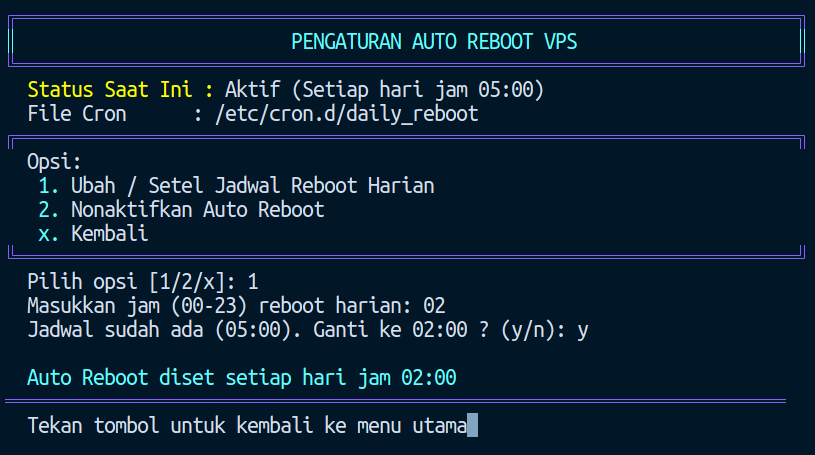 PENGATURAN AUTO REBOOT VPS
Status Saat Ini : Aktif (Setiap hari jam 05:00)
File Cron      : /etc/cron.d/daily_reboot
Opsi:
1. Ubah / Setel Jadwal Reboot Harian
2. Nonaktifkan Auto Reboot
x. Kembali
Pilih opsi [1/2/x]: 1
Masukkan jam (00-23) reboot harian: 02
Jadwal sudah ada (05:00). Ganti ke 02:00 ? (y/n): y
Auto Reboot diset setiap hari jam 02:00
Tekan tombol untuk kembali ke menu utama